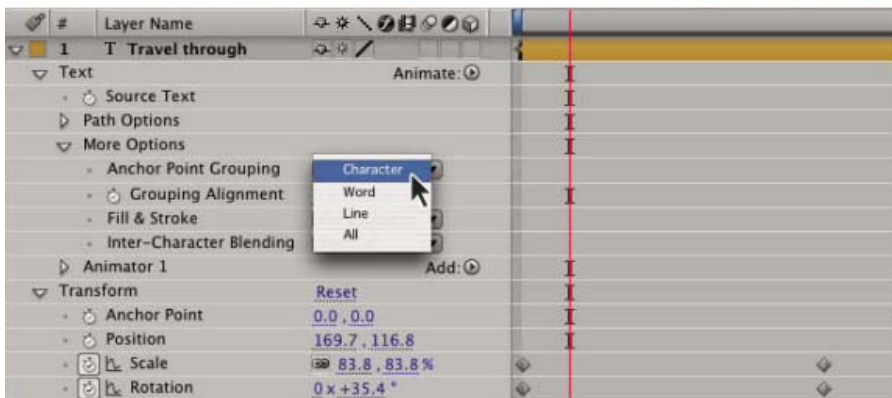 # Layer Name
1 T Travel through
Text Animate:
Source Text
Path Options
More Options
Anchor Point Grouping Character
Word
Grouping Alignment
Line
Fill & Stroke
All
Inter-Character Blending
Animator 1 Add:
Transform Reset
Anchor Point 0.0 , 0.0
Position 169.7 , 116.8
Scale 83.8 , 83.8 %
Rotation 0 x +35.4 °